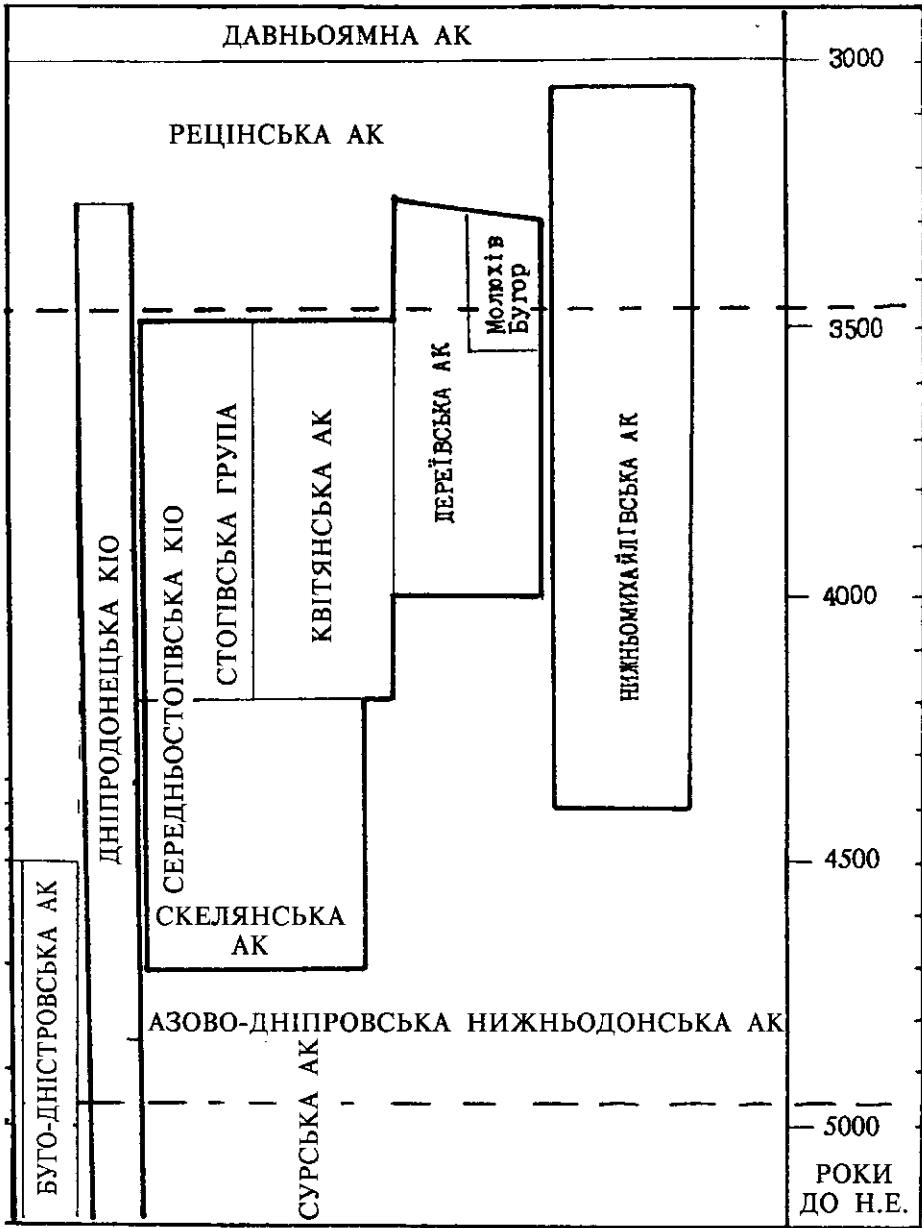 ДАВНЬОЯМНА АК
3000
РЕЦІНСЬКА АК
Молюхів
Бугор
3500
ДЕРЕЇВСЬКА АК
НИЖНЬОМИХАЙЛІВСЬКА АК
КВІТЯНСЬКА АК
СТОГІВСЬКА ГРУПА
СЕРЕДНЬОСТОГІВСЬКА КІО
ДНІПРОДОНЕЦЬКА КІО
4000
4500
СКЕЛЯНСЬКА
АК
БУГО-ДНІСТРОВСЬКА АК
АЗОВО-ДНІПРОВСЬКА НИЖНЬОДОНСЬКА АК
СУРСЬКА АК
5000
РОКИ
ДО Н.Е.